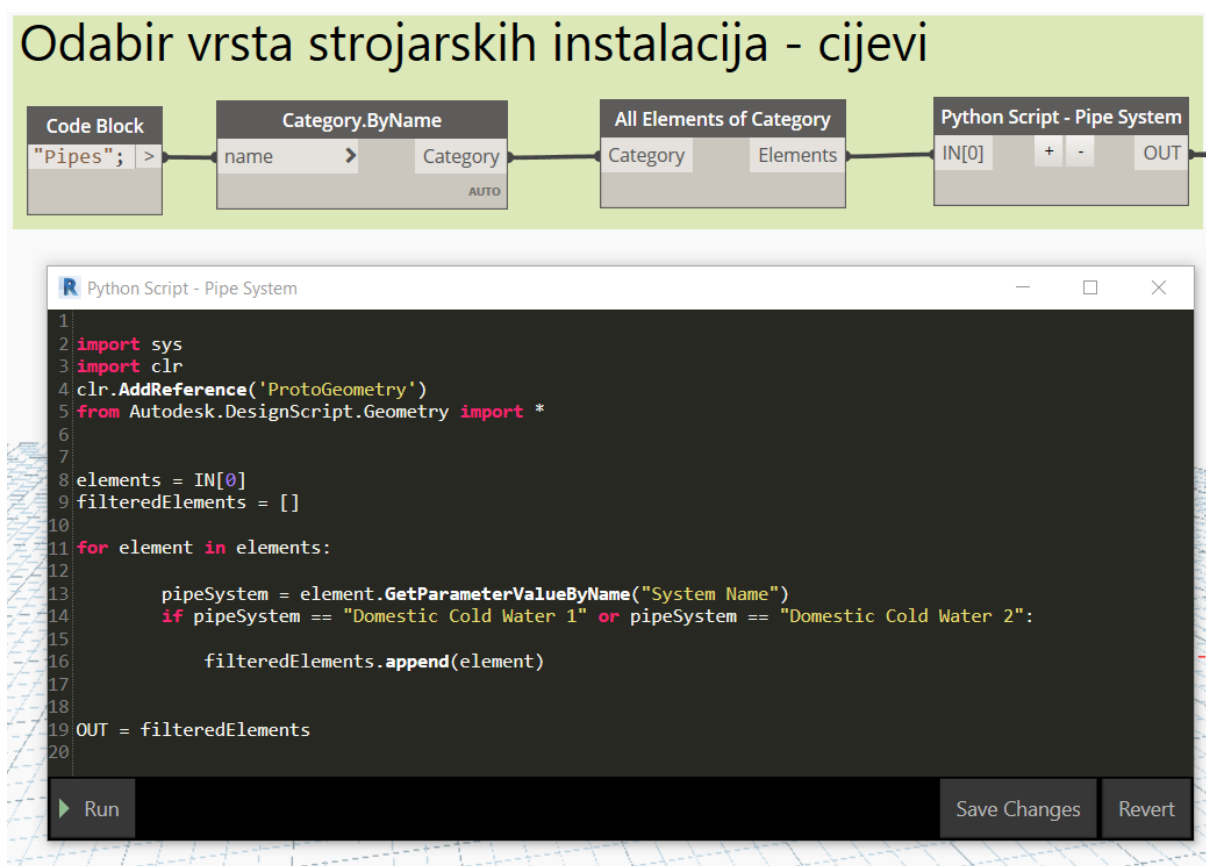 Odabir vrsta strojarskih instalacija - cijevi
Code Block
"Pipes"; >
Category.ByName
name > Category
AUTO
All Elements of Category
Category Elements
Python Script - Pipe System
IN[0] + - OUT
R Python Script - Pipe System
1
2 import sys
3 import clr
4 clr.AddReference('ProtoGeometry')
5 from Autodesk.DesignScript.Geometry import *
6
7
8 elements = IN[0]
9 filteredElements = []
10
11 for element in elements:
12
13 pipeSystem = element.GetParameterValueByName("System Name")
14 if pipeSystem == "Domestic Cold Water 1" or pipeSystem == "Domestic Cold Water 2":
15
16 filteredElements.append(element)
17
18
19 OUT = filteredElements
20
Run
Save Changes
Revert